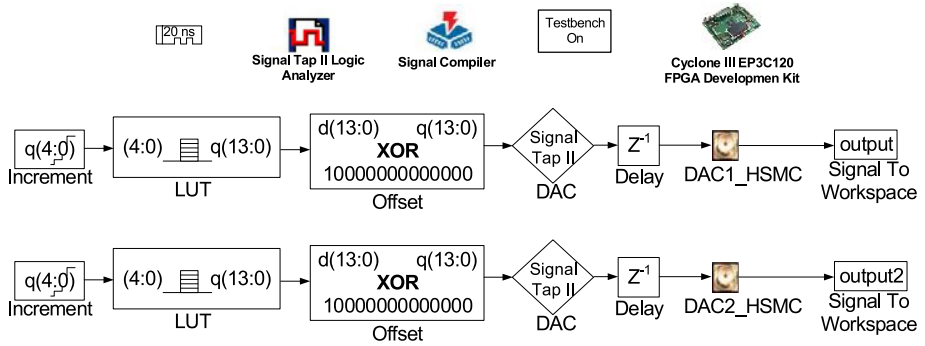 20 ns
Signal Tap II Logic
Analyzer
Signal Compiler
Testbench
On
Cyclone III EP3C120
FPGA Developmen Kit
q(4:0)
Increment
(4:0) q(13:0)
LUT
d(13:0) q(13:0)
XOR
10000000000000
Offset
Signal
Tap II
DAC
Z-1
Delay
DAC1_HSMC
output
Signal To
Workspace
q(4:0)
Increment
(4:0) q(13:0)
LUT
d(13:0) q(13:0)
XOR
10000000000000
Offset
Signal
Tap II
DAC
Z-1
Delay
DAC2_HSMC
output2
Signal To
Workspace